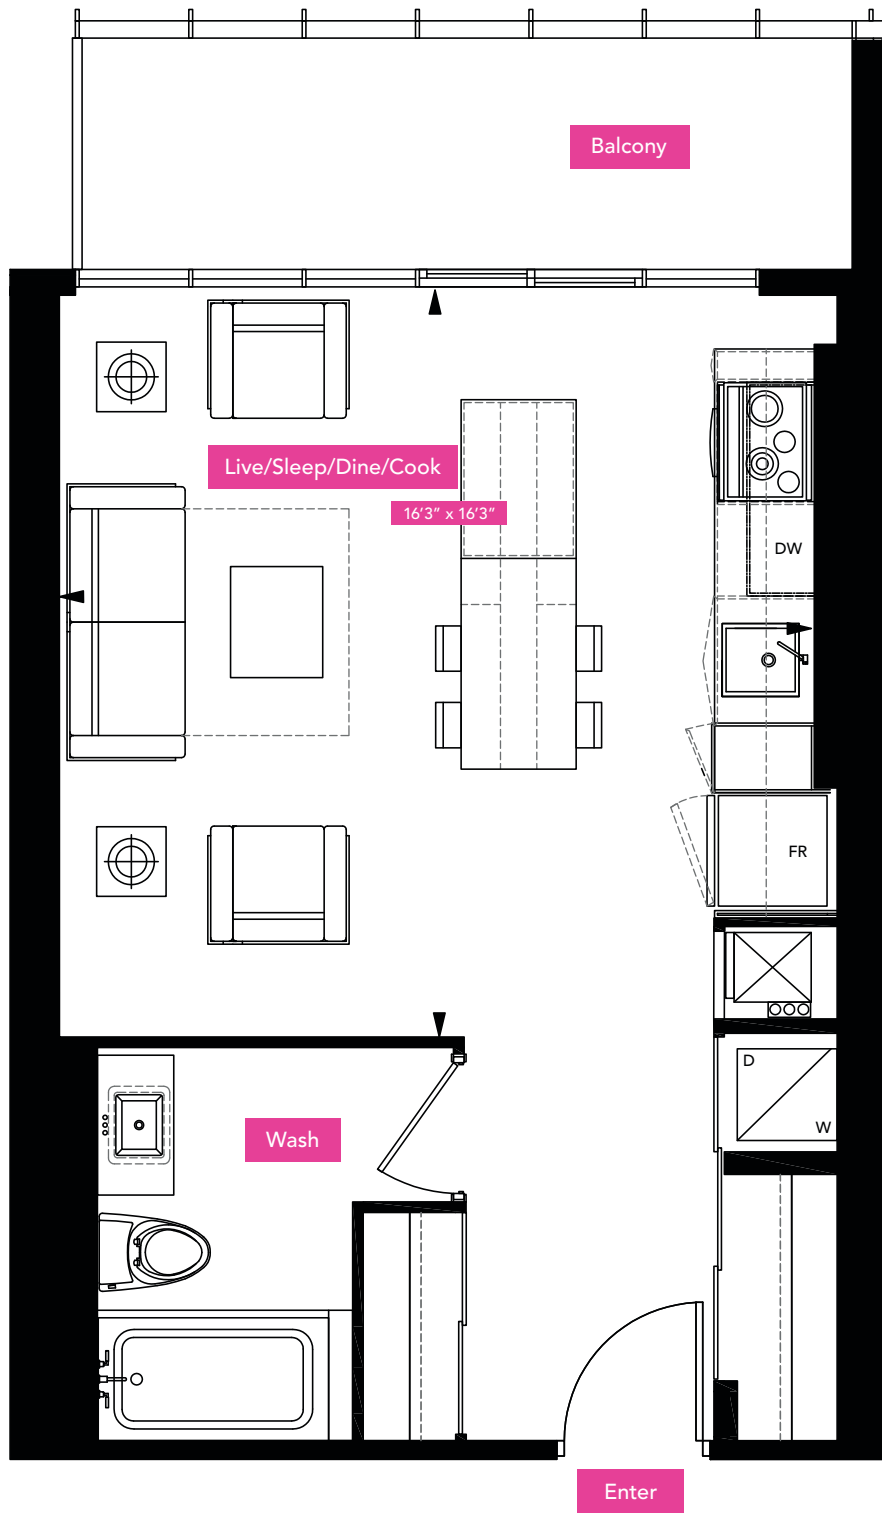 Balcony
Live/Sleep/Dine/Cook
16'3" x 16'3"
DW
FR
D
W
Wash
Enter